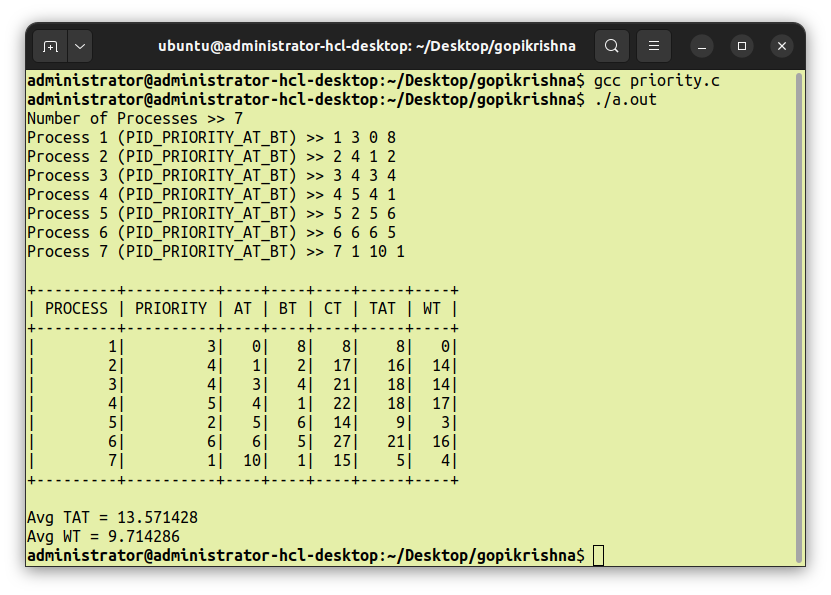 ubuntu@administrator-hcl-desktop: ~/Desktop/gopikrishna
administrator@administrator-hcl-desktop:~/Desktop/gopikrishna$ gcc priority.c
administrator@administrator-hcl-desktop:~/Desktop/gopikrishna$ ./a.out
Number of Processes >> 7
Process 1 (PID_PRIORITY_AT_BT) >> 1 3 0 8
Process 2 (PID_PRIORITY_AT_BT) >> 2 4 1 2
Process 3 (PID_PRIORITY_AT_BT) >> 3 4 3 4
Process 4 (PID_PRIORITY_AT_BT) >> 4 5 4 1
Process 5 (PID_PRIORITY_AT_BT) >> 5 2 5 6
Process 6 (PID_PRIORITY_AT_BT) >> 6 6 6 5
Process 7 (PID_PRIORITY_AT_BT) >> 7 1 10 1

+---------+----------+----+----+----+-----+----+
| PROCESS | PRIORITY | AT | BT | CT | TAT | WT |
+---------+----------+----+----+----+-----+----+
|        1|         3|   0|   8|   8|    8|   0|
|        2|         4|   1|   2|  17|   16|  14|
|        3|         4|   3|   4|  21|   18|  14|
|        4|         5|   4|   1|  22|   18|  17|
|        5|         2|   5|   6|  14|    9|   3|
|        6|         6|   6|   5|  27|   21|  16|
|        7|         1|  10|   1|  15|    5|   4|
+---------+----------+----+----+----+-----+----+

Avg TAT = 13.571428
Avg WT = 9.714286
administrator@administrator-hcl-desktop:~/Desktop/gopikrishna$